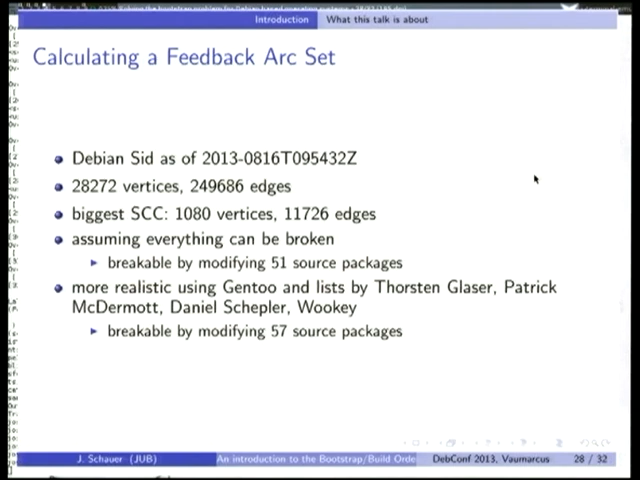 Introduction What this talk is about
Calculating a Feedback Arc Set
Debian Sid as of 2013-0816T095432Z
28272 vertices, 249686 edges
biggest SCC: 1080 vertices, 11726 edges
assuming everything can be broken
breakable by modifying 51 source packages
more realistic using Gentoo and lists by Thorsten Glaser, Patrick
McDermott, Daniel Schepler, Wookey
breakable by modifying 57 source packages
J. Schauer (JUB) An introduction to the Bootstrap/Build Orde DebConf 2013, Vaumarcus 28 / 32